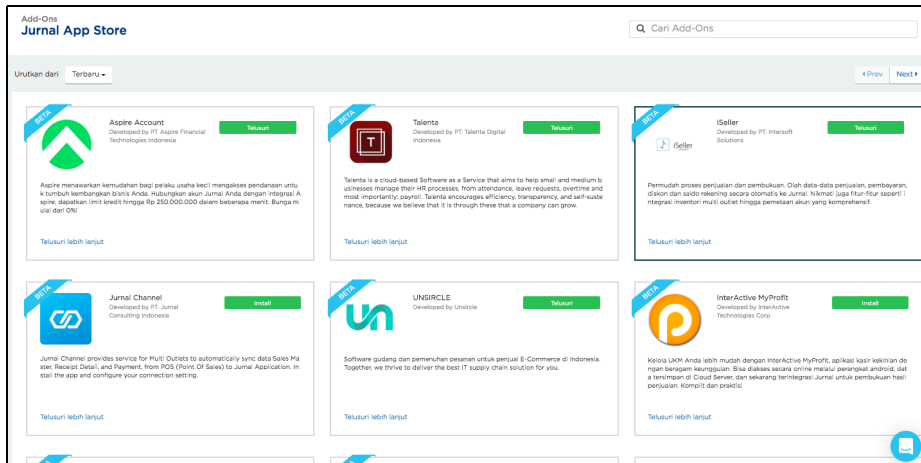 Add-Ons
Jurnal App Store
Cari Add-Ons
Urutkan dari Terbaru
Prev Next
BETA
Aspire Account
Developed by PT Aspire Financial
Technologies Indonesia
Telusuri
Aspire menawarkan kemudahan bagi pelaku usaha kecil mengakses pendanaan untu
k tumbuh kembangkan bisnis Anda. Hubungkan akun Jurnal Anda dengan integrasi A
spire, dapatkan limit kredit hingga Rp 250.000.000 dalam beberapa menit. Bunga m
ulai dari 0%!
Telusuri lebih lanjut
BETA
Talenta
Developed by PT. Talenta Digital
Indonesia
Telusuri
Talenta is a cloud-based Software as a Service that aims to help small and medium b
usinesses manage their HR processes, from attendance, leave requests, overtime and
most importantly: payroll. Talenta encourages efficiency, transparency, and self-suste
nance, because we believe that it is through these that a company can grow.
Telusuri lebih lanjut
BETA
iSeller
iSeller
Developed by PT. Intersoft
Solutions
Telusuri
Permudah proses penjualan dan pembukuan. Olah data-data penjualan, pembayaran,
diskon dan saldo rekening secara otomatis ke Jurnal. Nikmati juga fitur-fitur seperti i
ntegrasi inventori multi outlet hingga pemetaan akun yang komprehensif.
Telusuri lebih lanjut
BETA
Jurnal Channel
Developed by PT. Jurnal
Consulting Indonesia
Install
Jurnal Channel provides service for Multi Outlets to automatically sync data Sales Ma
ster, Receipt Detail, and Payment, from POS (Point Of Sales) to Jurnal Application. In
stall the app and configure your connection setting.
Telusuri lebih lanjut
BETA
un
UNSIRCLE
Developed by Unsircle
Telusuri
Software gudang dan pemenuhan pesanan untuk penjual E-Commerce di Indonesia.
Together, we thrive to deliver the best IT supply chain solution for you.
Telusuri lebih lanjut
BETA
InterActive MyProfit
Developed by InterActive
Technologies Corp
Install
Kelola UKM Anda lebih mudah dengan InterActive MyProfit, aplikasi kasir kekinian de
ngan beragam keunggulan. Bisa diakses secara online melalui perangkat android, dat
a tersimpan di Cloud Server, dan sekarang terintegrasi Jurnal untuk pembukuan hasil
penjualan. Komplit dan praktis!
Telusuri lebih lanjut